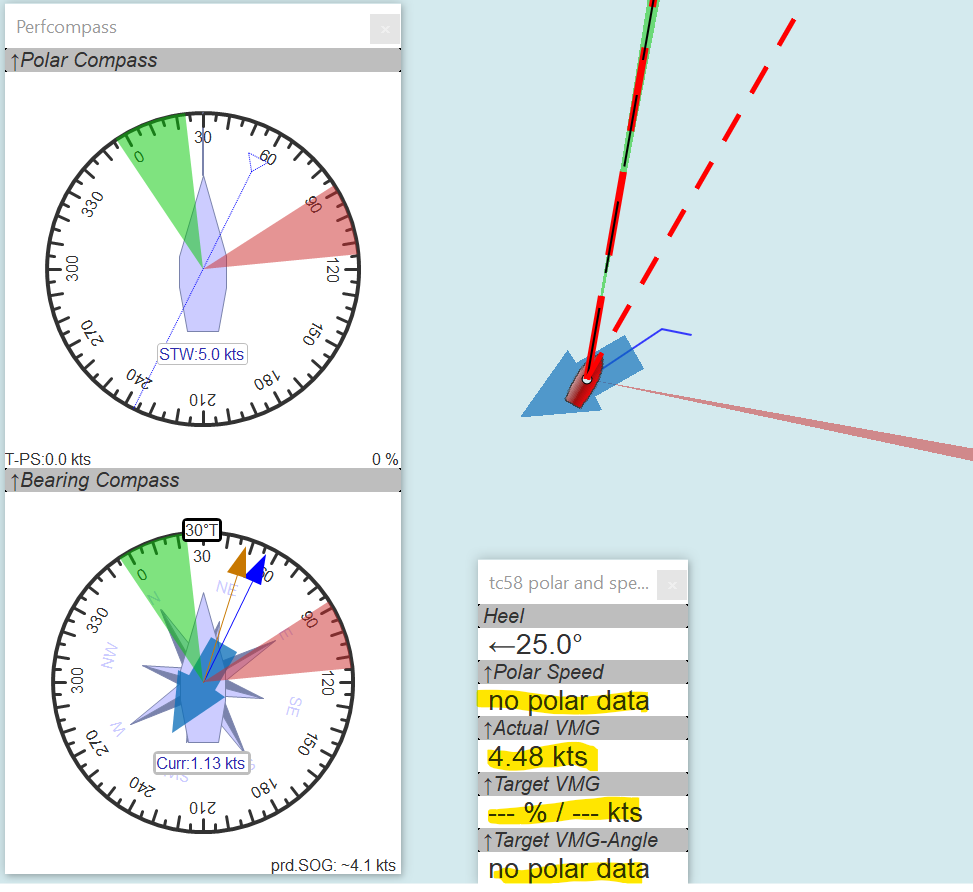 Perfcompass
↑Polar Compass
30
60
90
120
150
180
210
240
270
300
330
0
STW:5.0 kts
T-PS:0.0 kts 0 %
↑Bearing Compass
30°T
30
60
90
120
150
180
210
240
270
300
330
0
N
NE
E
SE
SW
W
NW
Curr:1.13 kts
prd.SOG: ~4.1 kts
tc58 polar and spe...
Heel
←25.0°
↑Polar Speed
no polar data
↑Actual VMG
4.48 kts
↑Target VMG
--- % / --- kts
↑Target VMG-Angle
no polar data